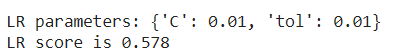 LR parameters: {'C': 0.01, 'tol': 0.01}
LR score is 0.578